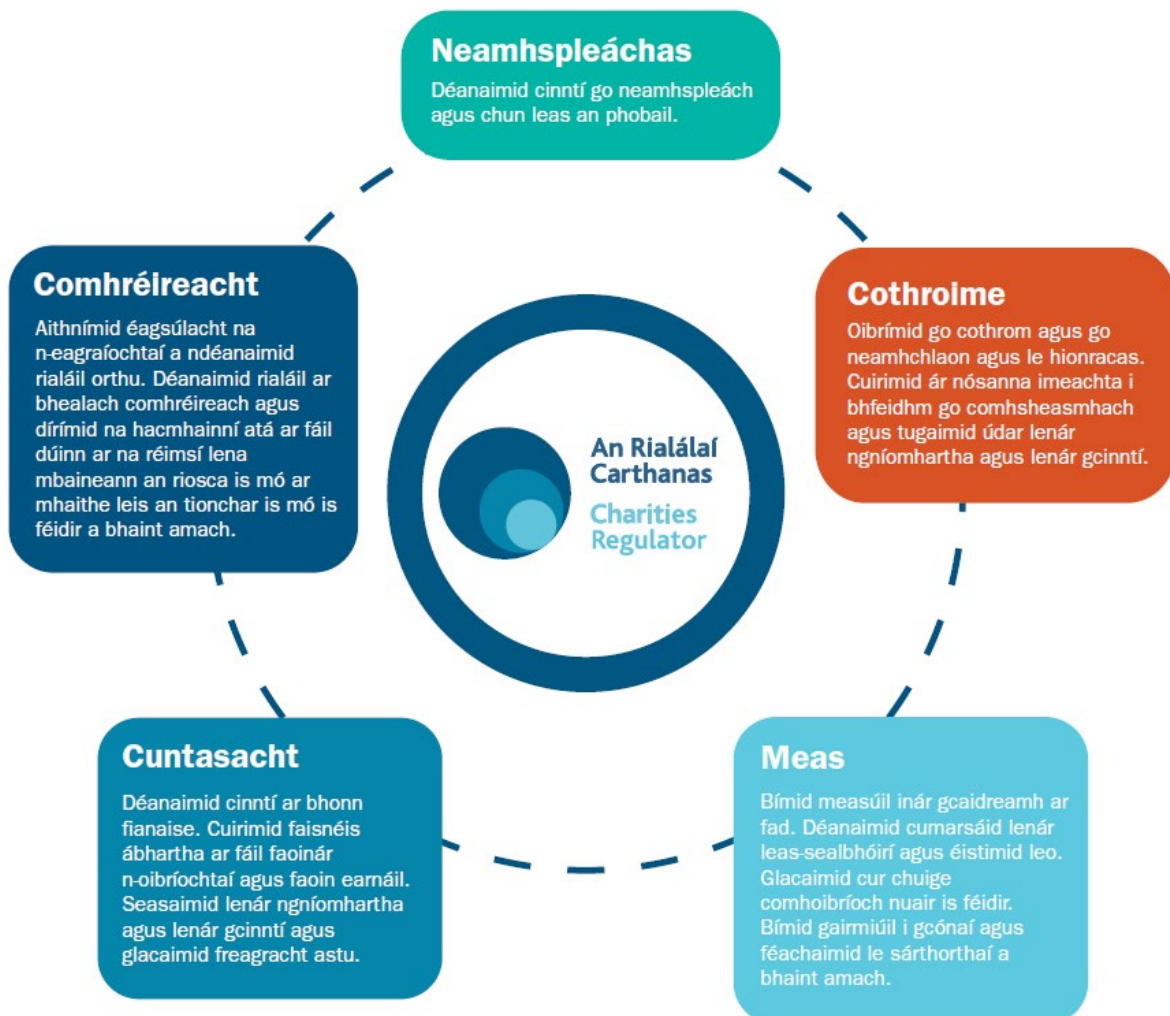 Neamhspleáchas
Déanaimid cinntí go neamhspleách
agus chun leas an phobail.
Comhréireacht
Aithnímid éagsúlacht na
n-eagraíochtaí a ndéanaimid
rialáil orthu. Déanaimid rialáil ar
bhealach comhréireach agus
dírímid na hacmhainní atá ar fáil
dúinn ar na réimsí lena
mbaineann an riosca is mó ar
mhaithe leis an tionchar is mó is
féidir a bhaint amach.
Cothroime
Oibrímid go cothrom agus go
neamhchlaon agus le hionracas.
Cuirimid ár nósanna imeachta i
bhfeidhm go comhsheasmhach
agus tugaimid údar lenár
ngníomhartha agus lenár gcinntí.
An Rialálaí
Carthanas
Charities
Regulator
Cuntasacht
Déanaimid cinntí ar bhonn
fianaise. Cuirimid faisnéis
ábhartha ar fáil faoinár
n-oibríochtaí agus faoin earnáil.
Seasaimid lenár ngníomhartha
agus lenár gcinntí agus
glacaimid freagracht astu.
Meas
Bímid measúil inár gcaidreamh ar
fad. Déanaimid cumarsáid lenár
leas-sealbhóirí agus éistimid leo.
Glacaimid cur chuige
comhoibríoch nuair is féidir.
Bímid gairmiúil i gcónaí agus
féachaimid le sárthorthaí a
bhaint amach.